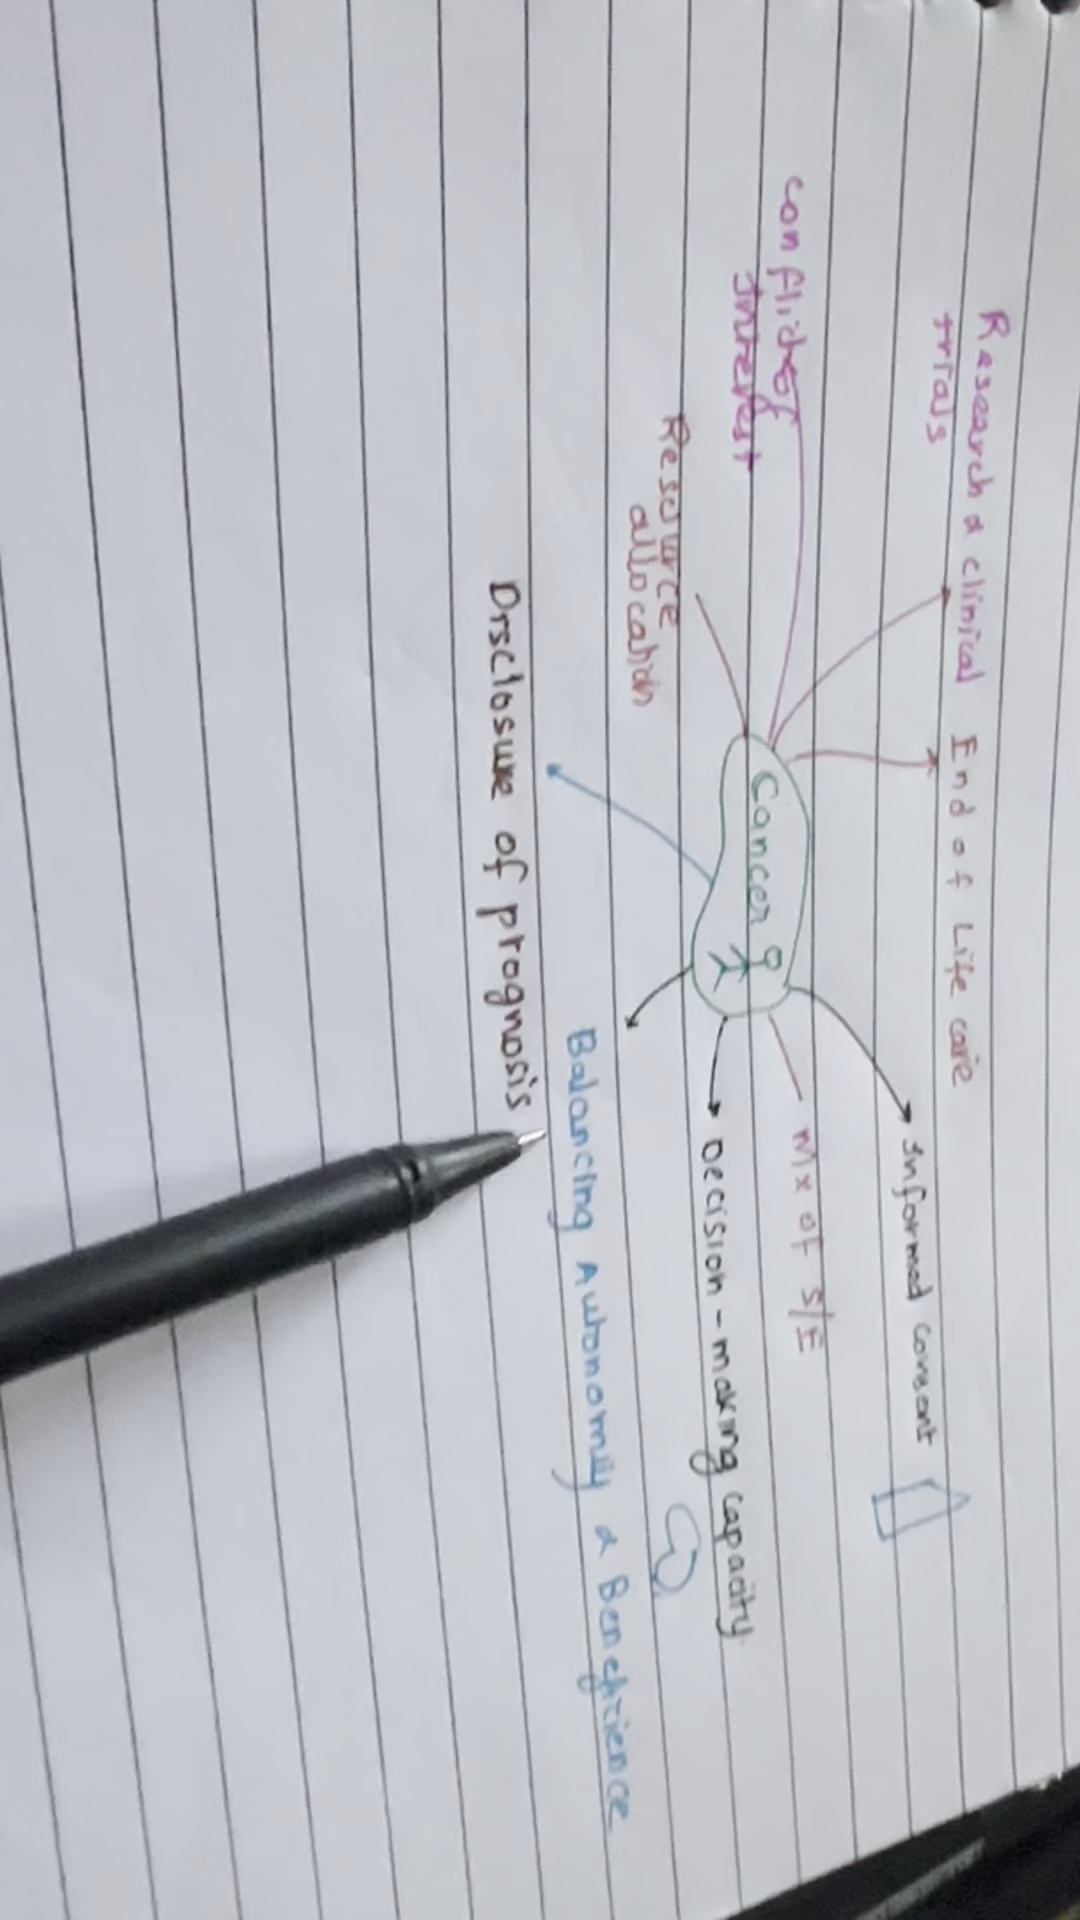 Research & clinical
trials
End of Life care
Informed consent
conflict of
Interest
Mx of S/E
Cancer
Decision-making capacity.
Resource
allocation
Balancing Autonomy & Beneficience
Disclosure of prognosis